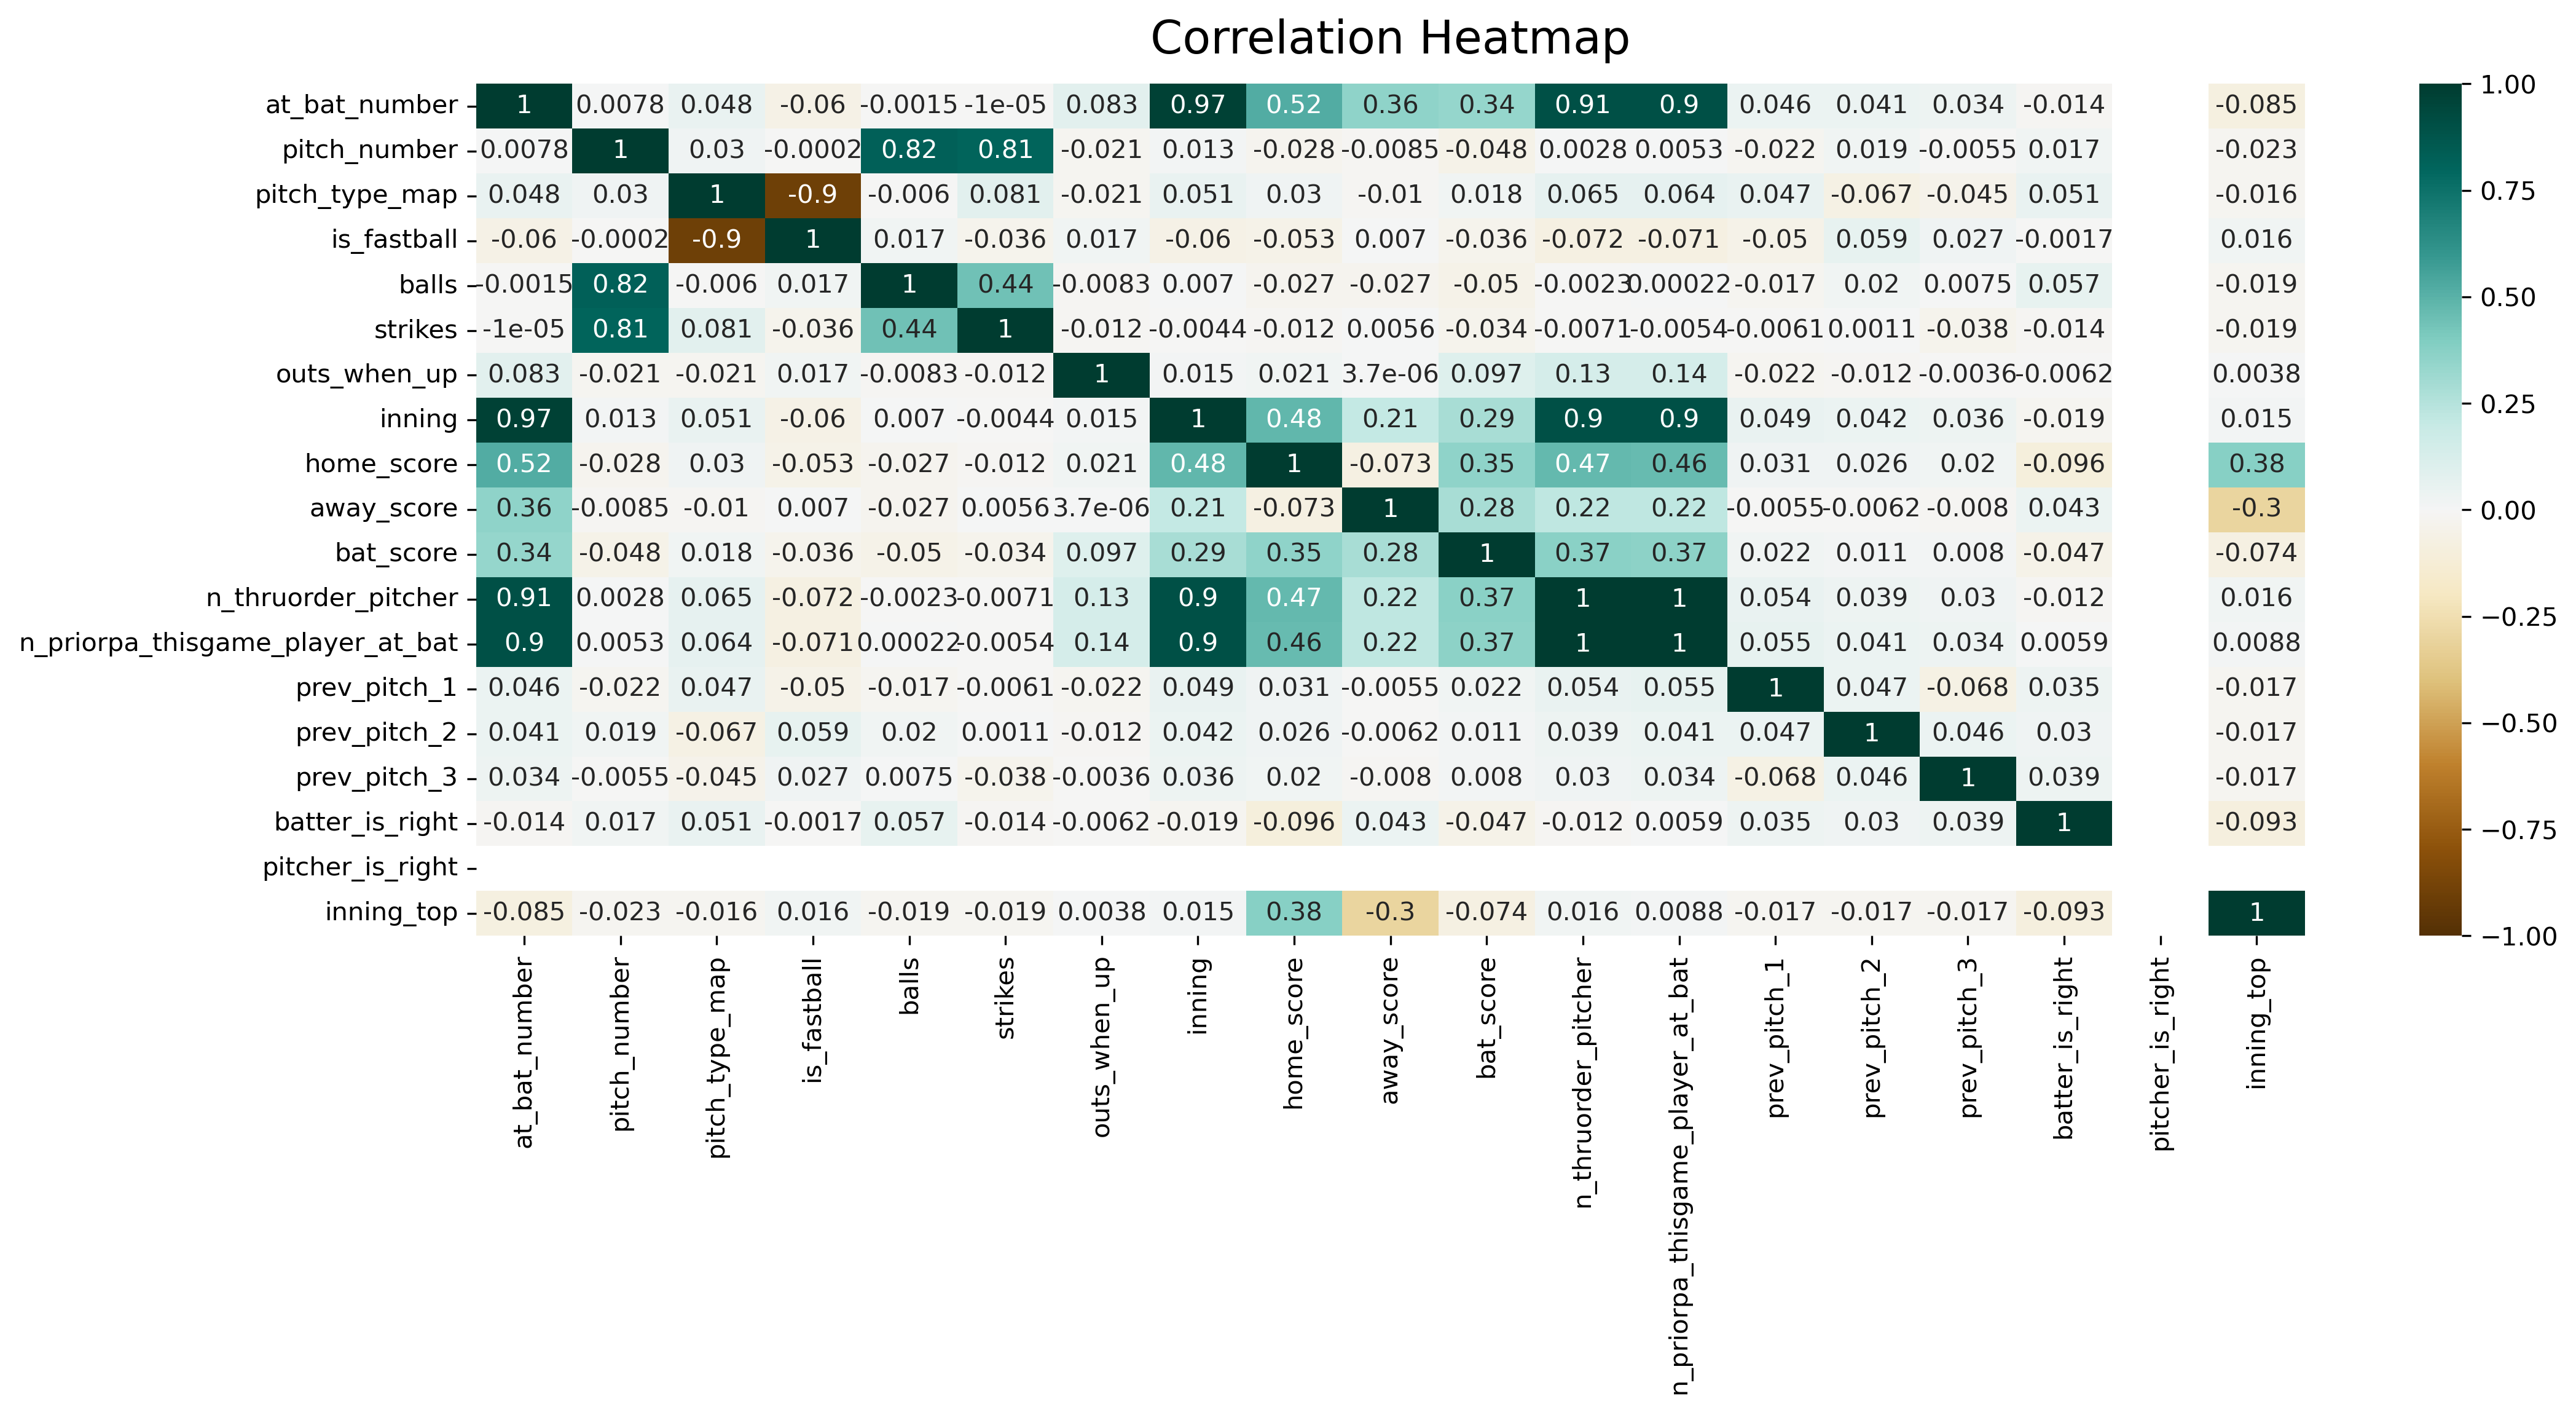 Correlation Heatmap
at_bat_number 1 0.0078 0.048 -0.06 -0.0015 -1e-05 0.083 0.97 0.52 0.36 0.34 0.91 0.9 0.046 0.041 0.034 -0.014 -0.085
pitch_number 0.0078 1 0.03 -0.0002 0.82 0.81 -0.021 0.013 -0.028 -0.0085 -0.048 0.0028 0.0053 -0.022 0.019 -0.0055 0.017 -0.023
pitch_type_map 0.048 0.03 1 -0.9 -0.006 0.081 -0.021 0.051 0.03 -0.01 0.018 0.065 0.064 0.047 -0.067 -0.045 0.051 -0.016
is_fastball -0.06 -0.0002 -0.9 1 0.017 -0.036 0.017 -0.06 -0.053 0.007 -0.036 -0.072 -0.071 -0.05 0.059 0.027 -0.0017 0.016
balls -0.0015 0.82 -0.006 0.017 1 0.44 -0.0083 0.007 -0.027 -0.027 -0.05 -0.0023 0.00022 -0.017 0.02 0.0075 0.057 -0.019
strikes -1e-05 0.81 0.081 -0.036 0.44 1 -0.012 -0.0044 -0.012 0.0056 -0.034 -0.0071 -0.0054 -0.0061 0.0011 -0.038 -0.014 -0.019
outs_when_up 0.083 -0.021 -0.021 0.017 -0.0083 -0.012 1 0.015 0.021 3.7e-06 0.097 0.13 0.14 -0.022 -0.012 -0.0036 -0.0062 0.0038
inning 0.97 0.013 0.051 -0.06 0.007 -0.0044 0.015 1 0.48 0.21 0.29 0.9 0.9 0.049 0.042 0.036 -0.019 0.015
home_score 0.52 -0.028 0.03 -0.053 -0.027 -0.012 0.021 0.48 1 -0.073 0.35 0.47 0.46 0.031 0.026 0.02 -0.096 0.38
away_score 0.36 -0.0085 -0.01 0.007 -0.027 0.0056 3.7e-06 0.21 -0.073 1 0.28 0.22 0.22 -0.0055 -0.0062 -0.008 0.043 -0.3
bat_score 0.34 -0.048 0.018 -0.036 -0.05 -0.034 0.097 0.29 0.35 0.28 1 0.37 0.37 0.022 0.011 0.008 -0.047 -0.074
n_thruorder_pitcher 0.91 0.0028 0.065 -0.072 -0.0023 -0.0071 0.13 0.9 0.47 0.22 0.37 1 1 0.054 0.039 0.03 -0.012 0.016
n_priorpa_thisgame_player_at_bat 0.9 0.0053 0.064 -0.071 0.00022 -0.0054 0.14 0.9 0.46 0.22 0.37 1 1 0.055 0.041 0.034 0.0059 0.0088
prev_pitch_1 0.046 -0.022 0.047 -0.05 -0.017 -0.0061 -0.022 0.049 0.031 -0.0055 0.022 0.054 0.055 1 0.047 -0.068 0.035 -0.017
prev_pitch_2 0.041 0.019 -0.067 0.059 0.02 0.0011 -0.012 0.042 0.026 -0.0062 0.011 0.039 0.041 0.047 1 0.046 0.03 -0.017
prev_pitch_3 0.034 -0.0055 -0.045 0.027 0.0075 -0.038 -0.0036 0.036 0.02 -0.008 0.008 0.03 0.034 -0.068 0.046 1 0.039 -0.017
batter_is_right -0.014 0.017 0.051 -0.0017 0.057 -0.014 -0.0062 -0.019 -0.096 0.043 -0.047 -0.012 0.0059 0.035 0.03 0.039 1 -0.093
pitcher_is_right
inning_top -0.085 -0.023 -0.016 0.016 -0.019 -0.019 0.0038 0.015 0.38 -0.3 -0.074 0.016 0.0088 -0.017 -0.017 -0.017 -0.093 1
at_bat_number
pitch_number
pitch_type_map
is_fastball
balls
strikes
outs_when_up
inning
home_score
away_score
bat_score
n_thruorder_pitcher
n_priorpa_thisgame_player_at_bat
prev_pitch_1
prev_pitch_2
prev_pitch_3
batter_is_right
pitcher_is_right
inning_top
1.00
0.75
0.50
0.25
0.00
−0.25
−0.50
−0.75
−1.00